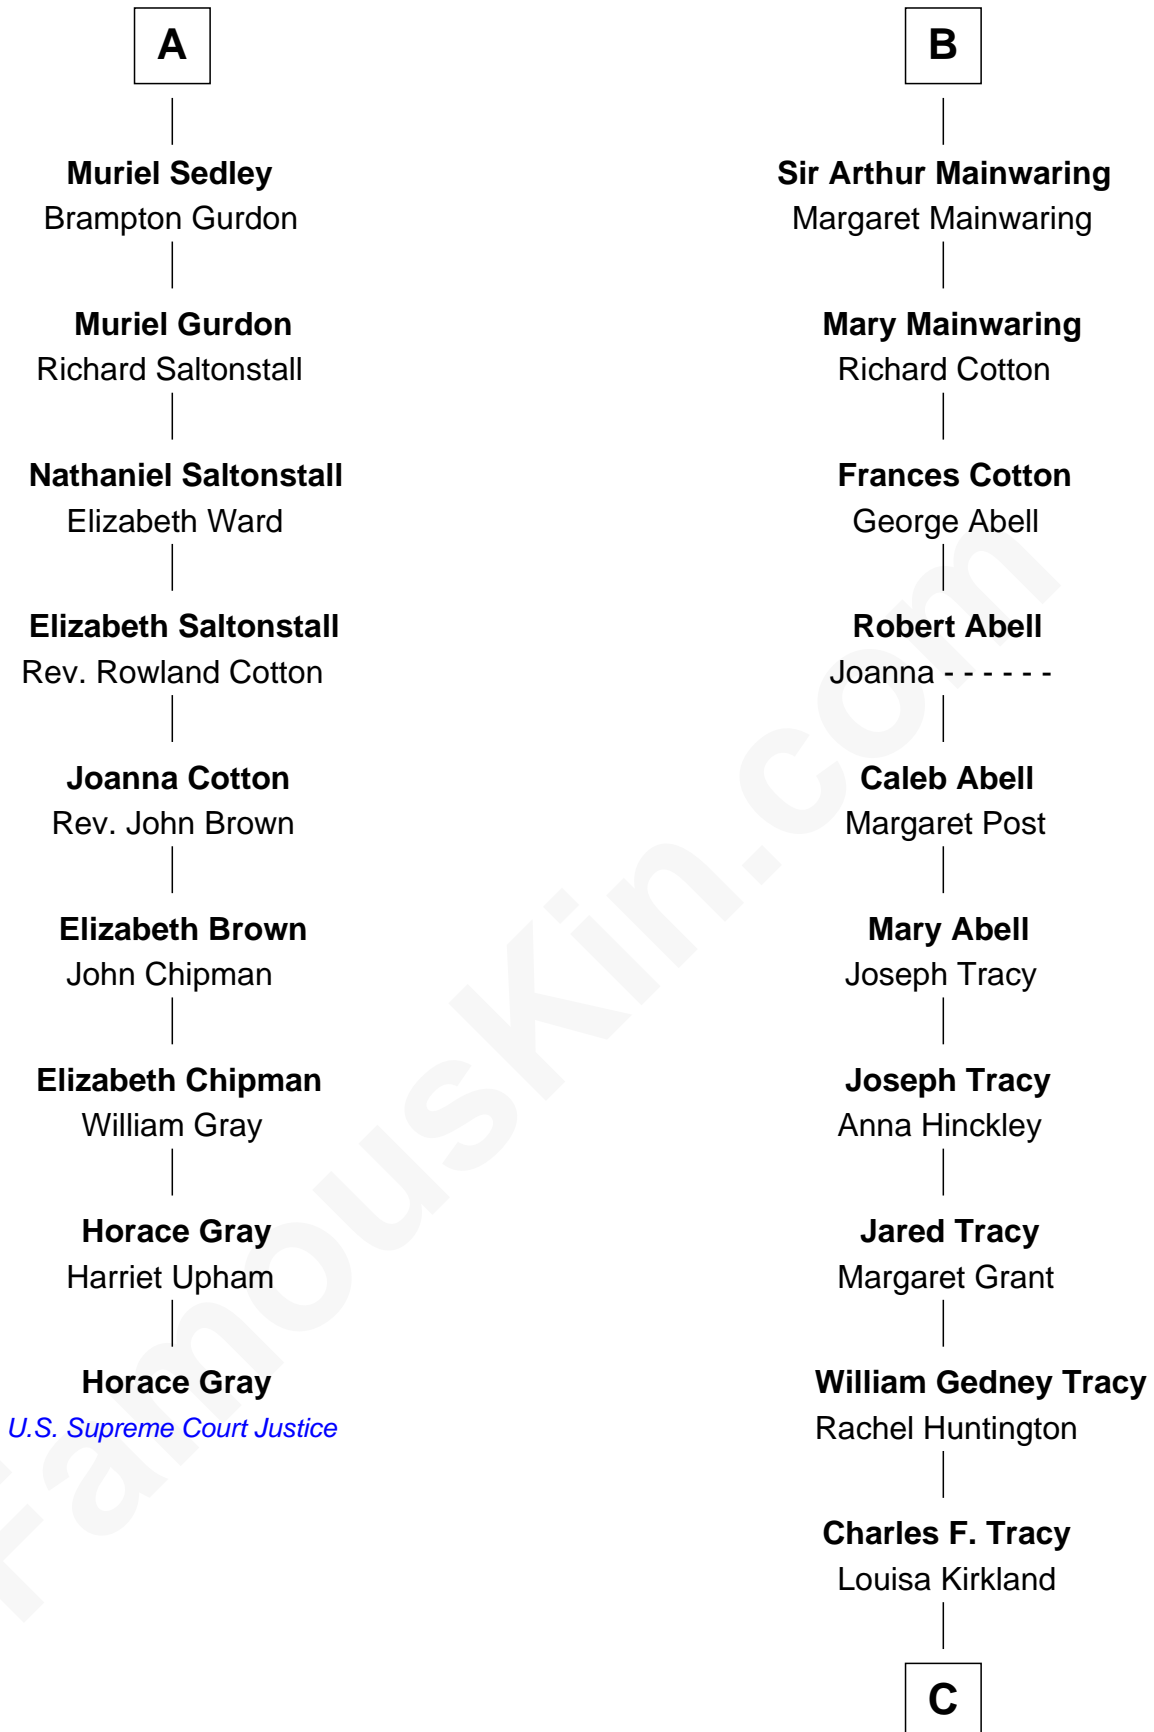 A
Muriel Sedley
Brampton Gurdon
Muriel Gurdon
Richard Saltonstall
Nathaniel Saltonstall
Elizabeth Ward
Elizabeth Saltonstall
Rev. Rowland Cotton
Joanna Cotton
Rev. John Brown
Elizabeth Brown
John Chipman
Elizabeth Chipman
William Gray
Horace Gray
Harriet Upham
Horace Gray
U.S. Supreme Court Justice
B
Sir Arthur Mainwaring
Margaret Mainwaring
Mary Mainwaring
Richard Cotton
Frances Cotton
George Abell
Robert Abell
Joanna - - - - - -
Caleb Abell
Margaret Post
Mary Abell
Joseph Tracy
Joseph Tracy
Anna Hinckley
Jared Tracy
Margaret Grant
William Gedney Tracy
Rachel Huntington
Charles F. Tracy
Louisa Kirkland
C
FamousKin.com